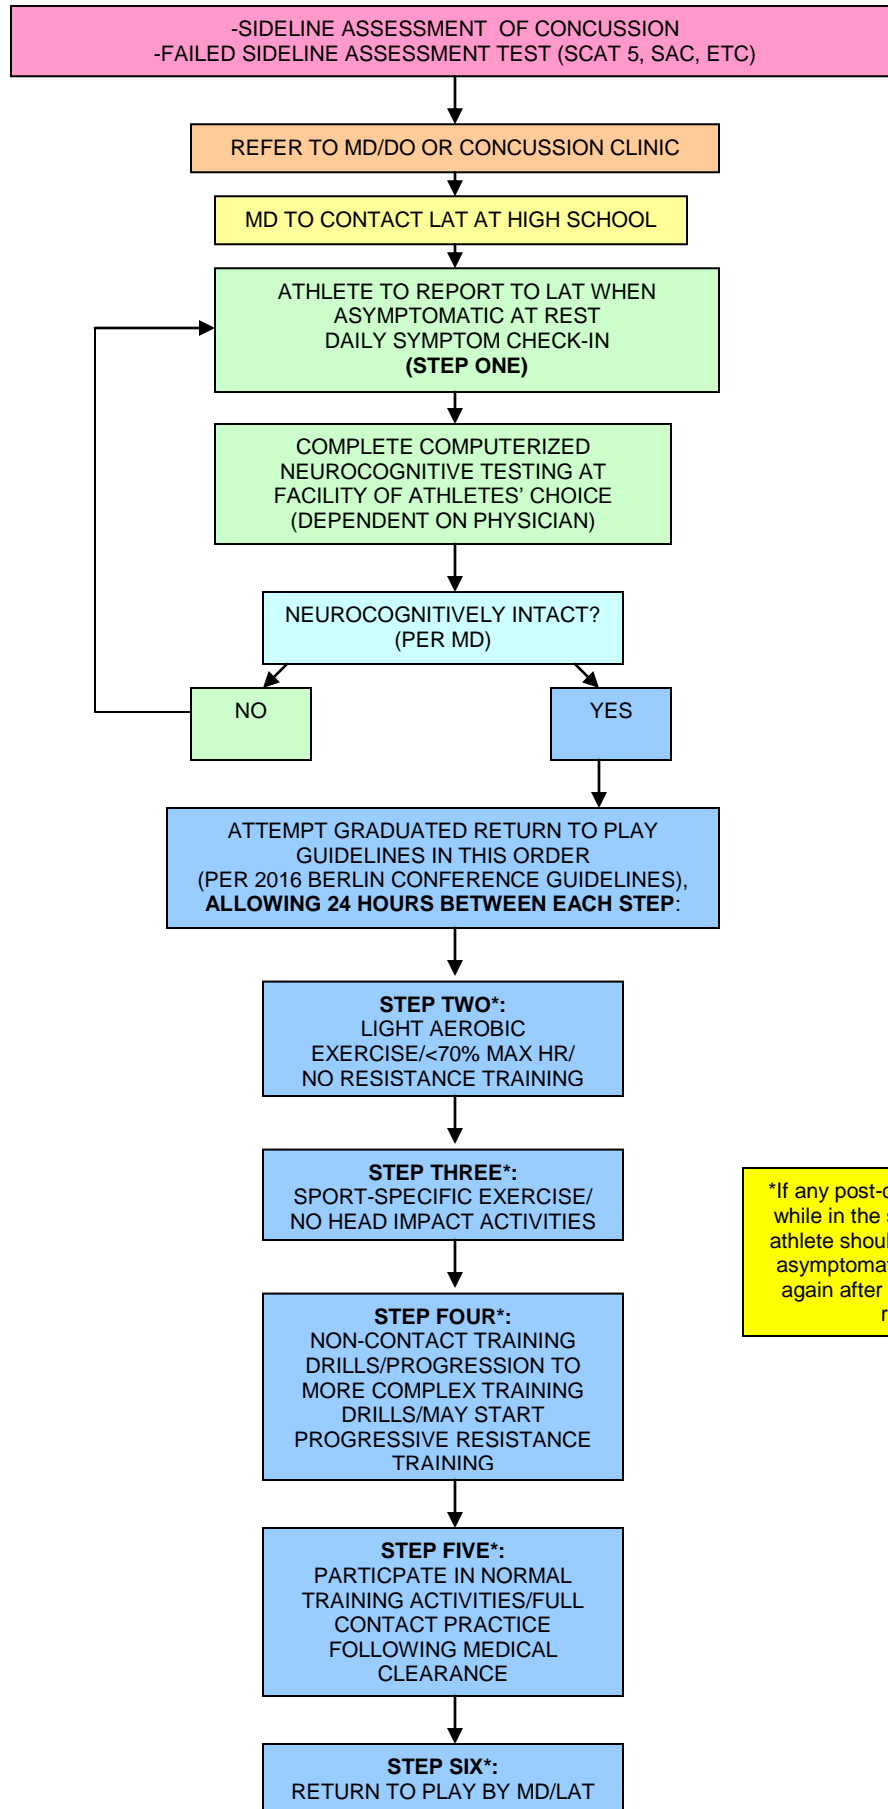 -SIDELINE ASSESSMENT OF CONCUSSION
-FAILED SIDELINE ASSESSMENT TEST (SCAT 5, SAC, ETC)
REFER TO MD/DO OR CONCUSSION CLINIC
MD TO CONTACT LAT AT HIGH SCHOOL
ATHLETE TO REPORT TO LAT WHEN
ASYMPTOMATIC AT REST
DAILY SYMPTOM CHECK-IN
(STEP ONE)
COMPLETE COMPUTERIZED
NEUROCOGNITIVE TESTING AT
FACILITY OF ATHLETES’ CHOICE
(DEPENDENT ON PHYSICIAN)
NEUROCOGNITIVELY INTACT?
(PER MD)
NO
YES
ATTEMPT GRADUATED RETURN TO PLAY
GUIDELINES IN THIS ORDER
(PER 2016 BERLIN CONFERENCE GUIDELINES),
ALLOWING 24 HOURS BETWEEN EACH STEP:
STEP TWO*:
LIGHT AEROBIC
EXERCISE/<70% MAX HR/
NO RESISTANCE TRAINING
STEP THREE*:
SPORT-SPECIFIC EXERCISE/
NO HEAD IMPACT ACTIVITIES
*If any post-c
while in the
athlete shoul
asymptomat
again after
STEP FOUR*:
NON-CONTACT TRAINING
DRILLS/PROGRESSION TO
MORE COMPLEX TRAINING
DRILLS/MAY START
PROGRESSIVE RESISTANCE
TRAINING
STEP FIVE*:
PARTICPATE IN NORMAL
TRAINING ACTIVITIES/FULL
CONTACT PRACTICE
FOLLOWING MEDICAL
CLEARANCE
STEP SIX*:
RETURN TO PLAY BY MD/LAT